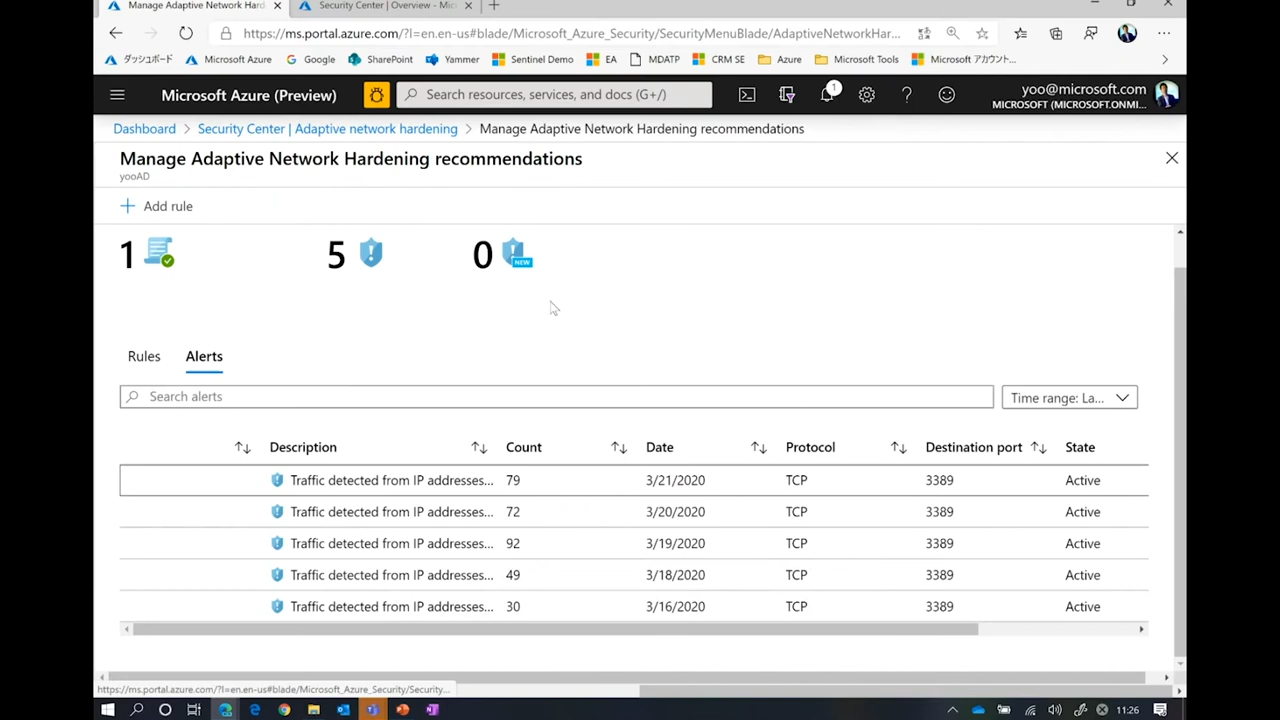 Manage Adaptive Network Hard
Security Center | Overview - Mic
https://ms.portal.azure.com/?l=en.en-us#blade/Microsoft_Azure_Security/SecurityMenuBlade/AdaptiveNetworkHar...
ダッシュボード Microsoft Azure Google SharePoint Yammer Sentinel Demo EA MDATP CRM SE Azure Microsoft Tools Microsoft アカウント...
Microsoft Azure (Preview)
Search resources, services, and docs (G+/)
1
yoo@microsoft.com
MICROSOFT (MICROSOFT.ONMI...
Dashboard > Security Center | Adaptive network hardening > Manage Adaptive Network Hardening recommendations
Manage Adaptive Network Hardening recommendations
yooAD
Add rule
1 5 0 NEW
Rules Alerts
Search alerts
Time range: La...
Description Count Date Protocol Destination port State
Traffic detected from IP addresses... 79 3/21/2020 TCP 3389 Active
Traffic detected from IP addresses... 72 3/20/2020 TCP 3389 Active
Traffic detected from IP addresses... 92 3/19/2020 TCP 3389 Active
Traffic detected from IP addresses... 49 3/18/2020 TCP 3389 Active
Traffic detected from IP addresses... 30 3/16/2020 TCP 3389 Active
https://ms.portal.azure.com/?l=en.en-us#blade/Microsoft_Azure_Security/Security...
11:26